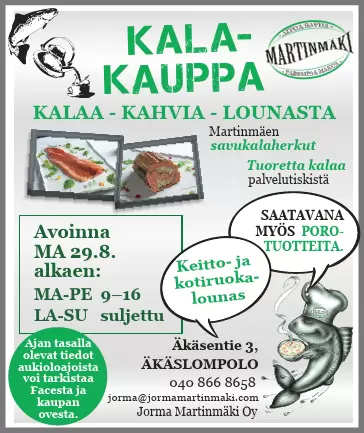 KALA-
KAUPPA
MARTINMÄKI
KALAA - KAHVIA - LOUNASTA
Martinmäen
savukalaherkut
Tuoretta kalaa
palvelutiskistä
SAATAVANA
MYÖS PORO-
TUOTTEITA.
Avoinna
MA 29.8.
alkaen:
MA-PE 9–16
LA-SU suljettu
Keitto- ja
kotiruoka-
lounas
Ajan tasalla
olevat tiedot
aukioloajoista
voi tarkistaa
Facesta ja
kaupan
ovesta.
Äkäsentie 3,
ÄKÄSLOMPOLO
040 866 8658
jorma@jormamartinmaki.com
Jorma Martinmäki Oy